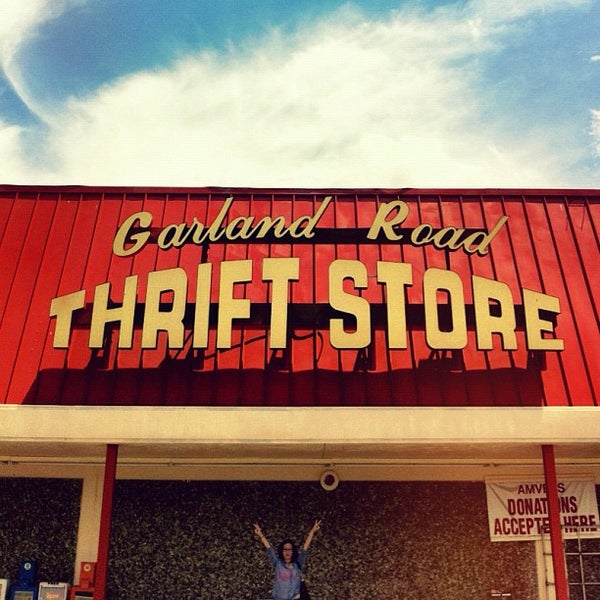 Garland Road
THRIFT STORE
AMVETS
DONATIONS
ACCEPTED HERE